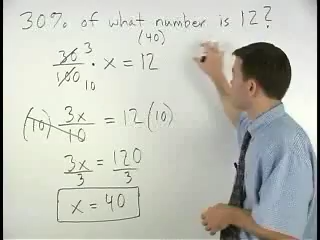 30% of what number is 12?
(40)
30/100 3/10 · x = 12
(10) 3x/10 = 12 (10)
3x/3 = 120/3
x = 40